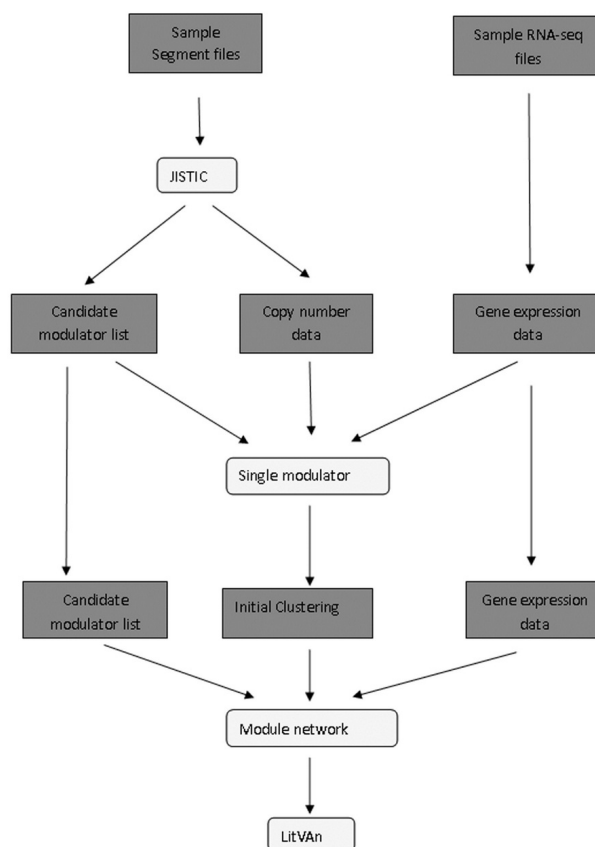 Sample
Segment files
Sample RNA-seq
files
JISTIC
Candidate
modulator list
Copy number
data
Gene expression
data
Single modulator
Candidate
modulator list
Initial Clustering
Gene expression
data
Module network
LitVAn